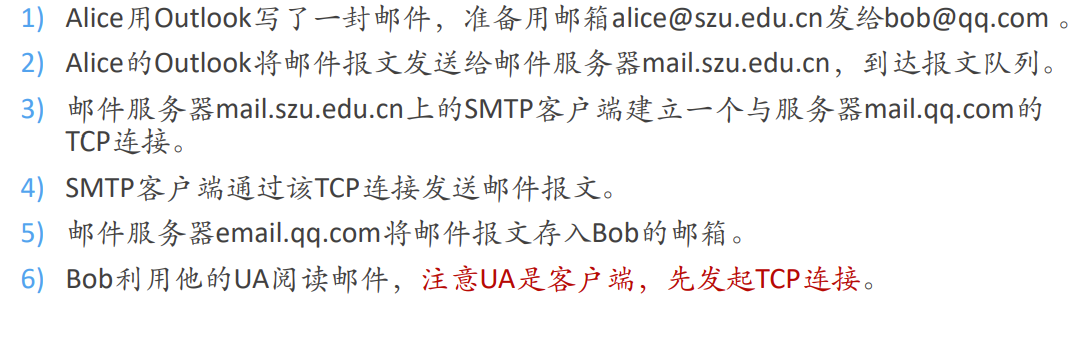 1) Alice用Outlook写了一封邮件，准备用邮箱alice@szu.edu.cn发给bob@qq.com 。
2) Alice的Outlook将邮件报文发送给邮件服务器mail.szu.edu.cn，到达报文队列。
3) 邮件服务器mail.szu.edu.cn上的SMTP客户端建立一个与服务器mail.qq.com的
TCP连接。
4) SMTP客户端通过该TCP连接发送邮件报文。
5) 邮件服务器email.qq.com将邮件报文存入Bob的邮箱。
6) Bob利用他的UA阅读邮件，注意UA是客户端，先发起TCP连接。